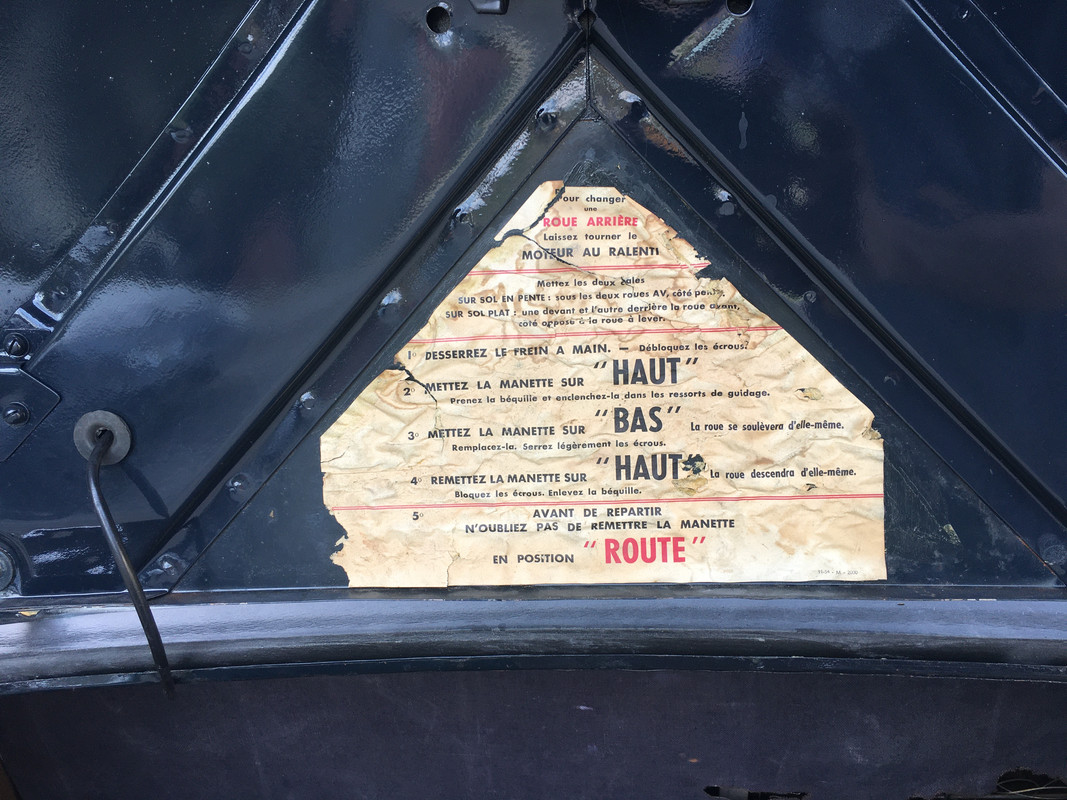 Pour changer
une
ROUE ARRIÈRE
Laissez tourner le
MOTEUR AU RALENTI
Mettez les deux cales
SUR SOL EN PENTE : sous les deux roues AV, côté
SUR SOL PLAT : une devant et l'autre derrière la roue avant,
côté opposé à la roue à lever.
1° DESSERREZ LE FREIN A MAIN. — Débloquez les écrous.
2° METTEZ LA MANETTE SUR "HAUT"
Prenez la béquille et enclenchez-la dans les ressorts de guidage.
3° METTEZ LA MANETTE SUR "BAS" La roue se soulèvera d'elle-même.
Remplacez-la. Serrez légèrement les écrous.
4° REMETTEZ LA MANETTE SUR "HAUT" La roue descendra d'elle-même.
Bloquez les écrous. Enlevez la béquille.
5° AVANT DE REPARTIR
N'OUBLIEZ PAS DE REMETTRE LA MANETTE
EN POSITION "ROUTE"